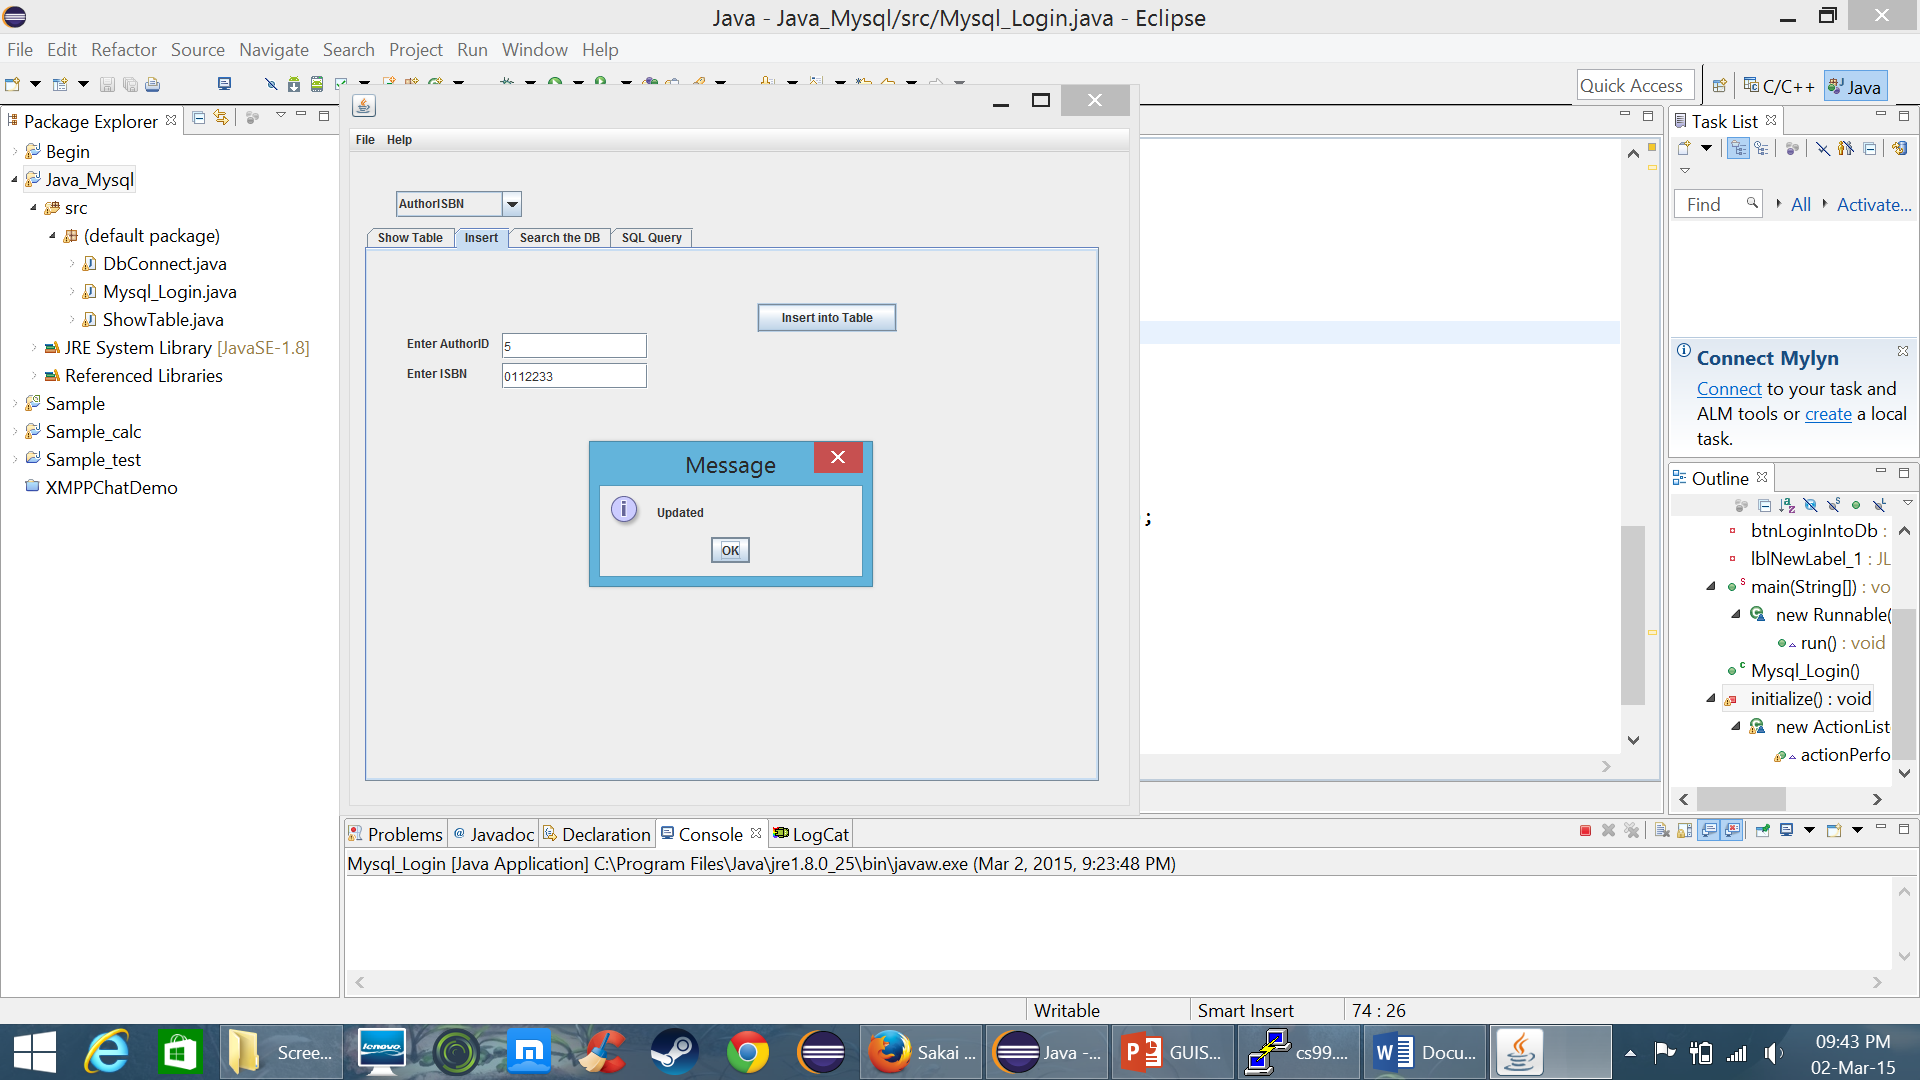 Java - Java_Mysql/src/Mysql_Login.java - Eclipse
File Edit Refactor Source Navigate Search Project Run Window Help
Quick Access
C/C++
Java
Package Explorer
Begin
Java_Mysql
src
(default package)
DbConnect.java
Mysql_Login.java
ShowTable.java
JRE System Library [JavaSE-1.8]
Referenced Libraries
Sample
Sample_calc
Sample_test
XMPPChatDemo
File Help
AuthorISBN
Show Table Insert Search the DB SQL Query
Insert into Table
Enter AuthorID 5
Enter ISBN 0112233
Message
Updated
OK
;
Task List
Find All Activate...
Connect Mylyn
Connect to your task and
ALM tools or create a local
task.
Outline
btnLoginIntoDb :
lblNewLabel_1 : JL
main(String[]) : vo
new Runnable(
run() : void
Mysql_Login()
initialize() : void
new ActionList
actionPerfo
Problems @ Javadoc Declaration Console LogCat
Mysql_Login [Java Application] C:\Program Files\Java\jre1.8.0_25\bin\javaw.exe (Mar 2, 2015, 9:23:48 PM)
Writable Smart Insert 74 : 26
Scree...
lenovo
Sakai ...
Java -...
GUIS...
cs99....
Docu...
09:43 PM
02-Mar-15